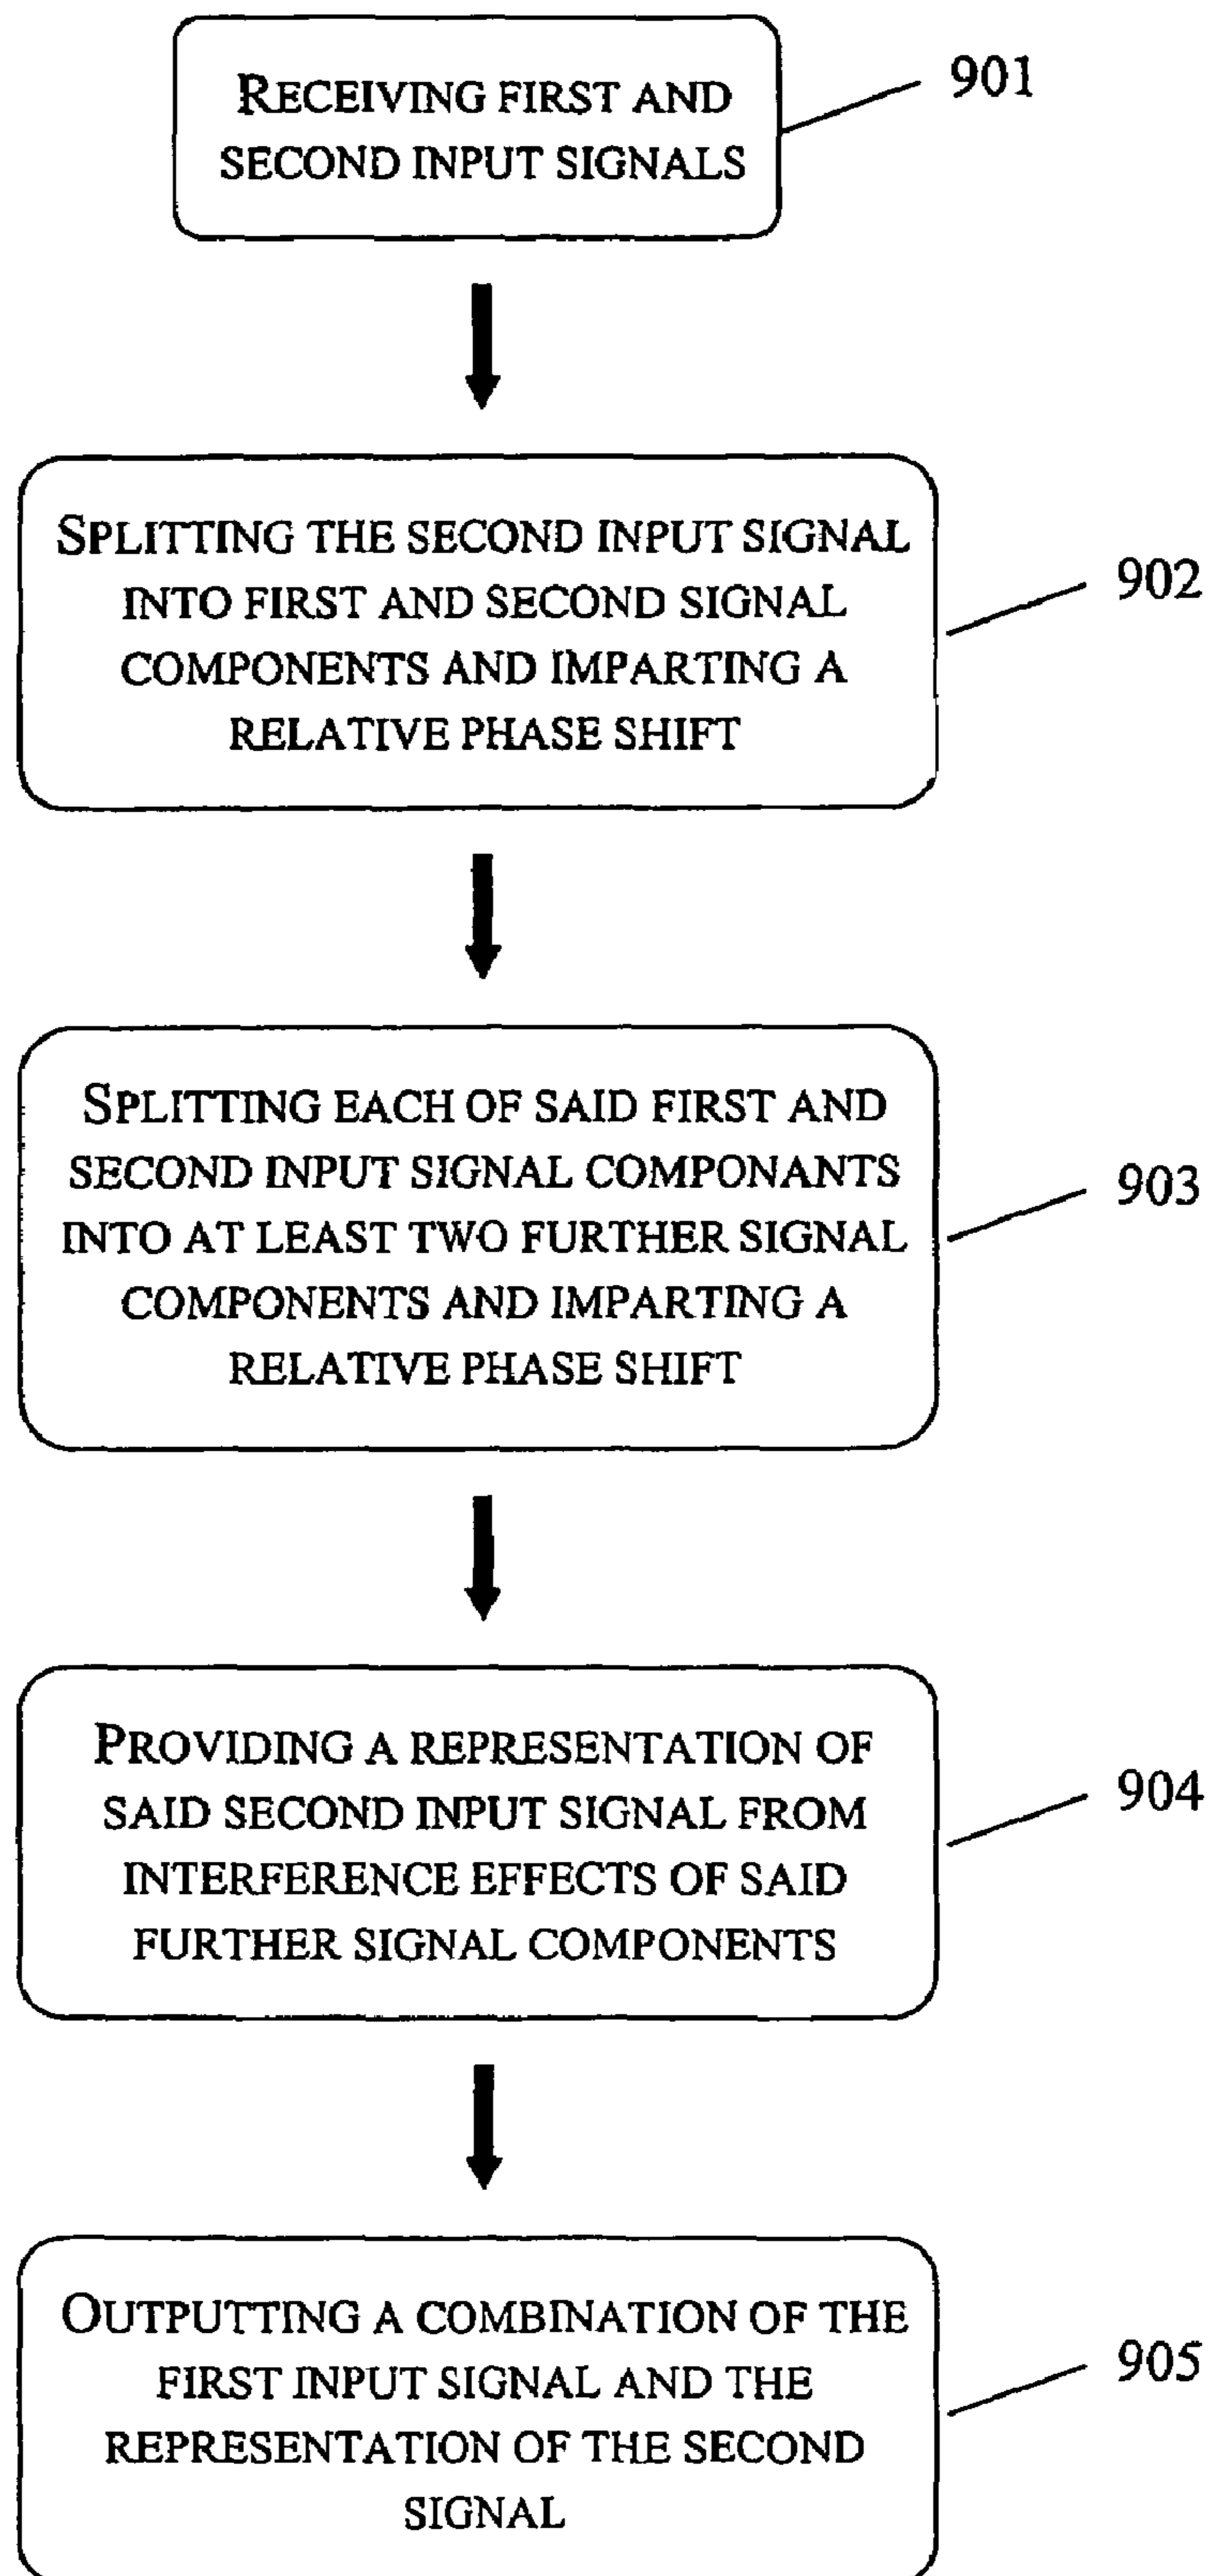 RECEIVING FIRST AND
SECOND INPUT SIGNALS
901
SPLITTING THE SECOND INPUT SIGNAL
INTO FIRST AND SECOND SIGNAL
COMPONENTS AND IMPARTING A
RELATIVE PHASE SHIFT
902
SPLITTING EACH OF SAID FIRST AND
SECOND INPUT SIGNAL COMPONANTS
INTO AT LEAST TWO FURTHER SIGNAL
COMPONENTS AND IMPARTING A
RELATIVE PHASE SHIFT
903
PROVIDING A REPRESENTATION OF
SAID SECOND INPUT SIGNAL FROM
INTERFERENCE EFFECTS OF SAID
FURTHER SIGNAL COMPONENTS
904
OUTPUTTING A COMBINATION OF THE
FIRST INPUT SIGNAL AND THE
REPRESENTATION OF THE SECOND
SIGNAL
905